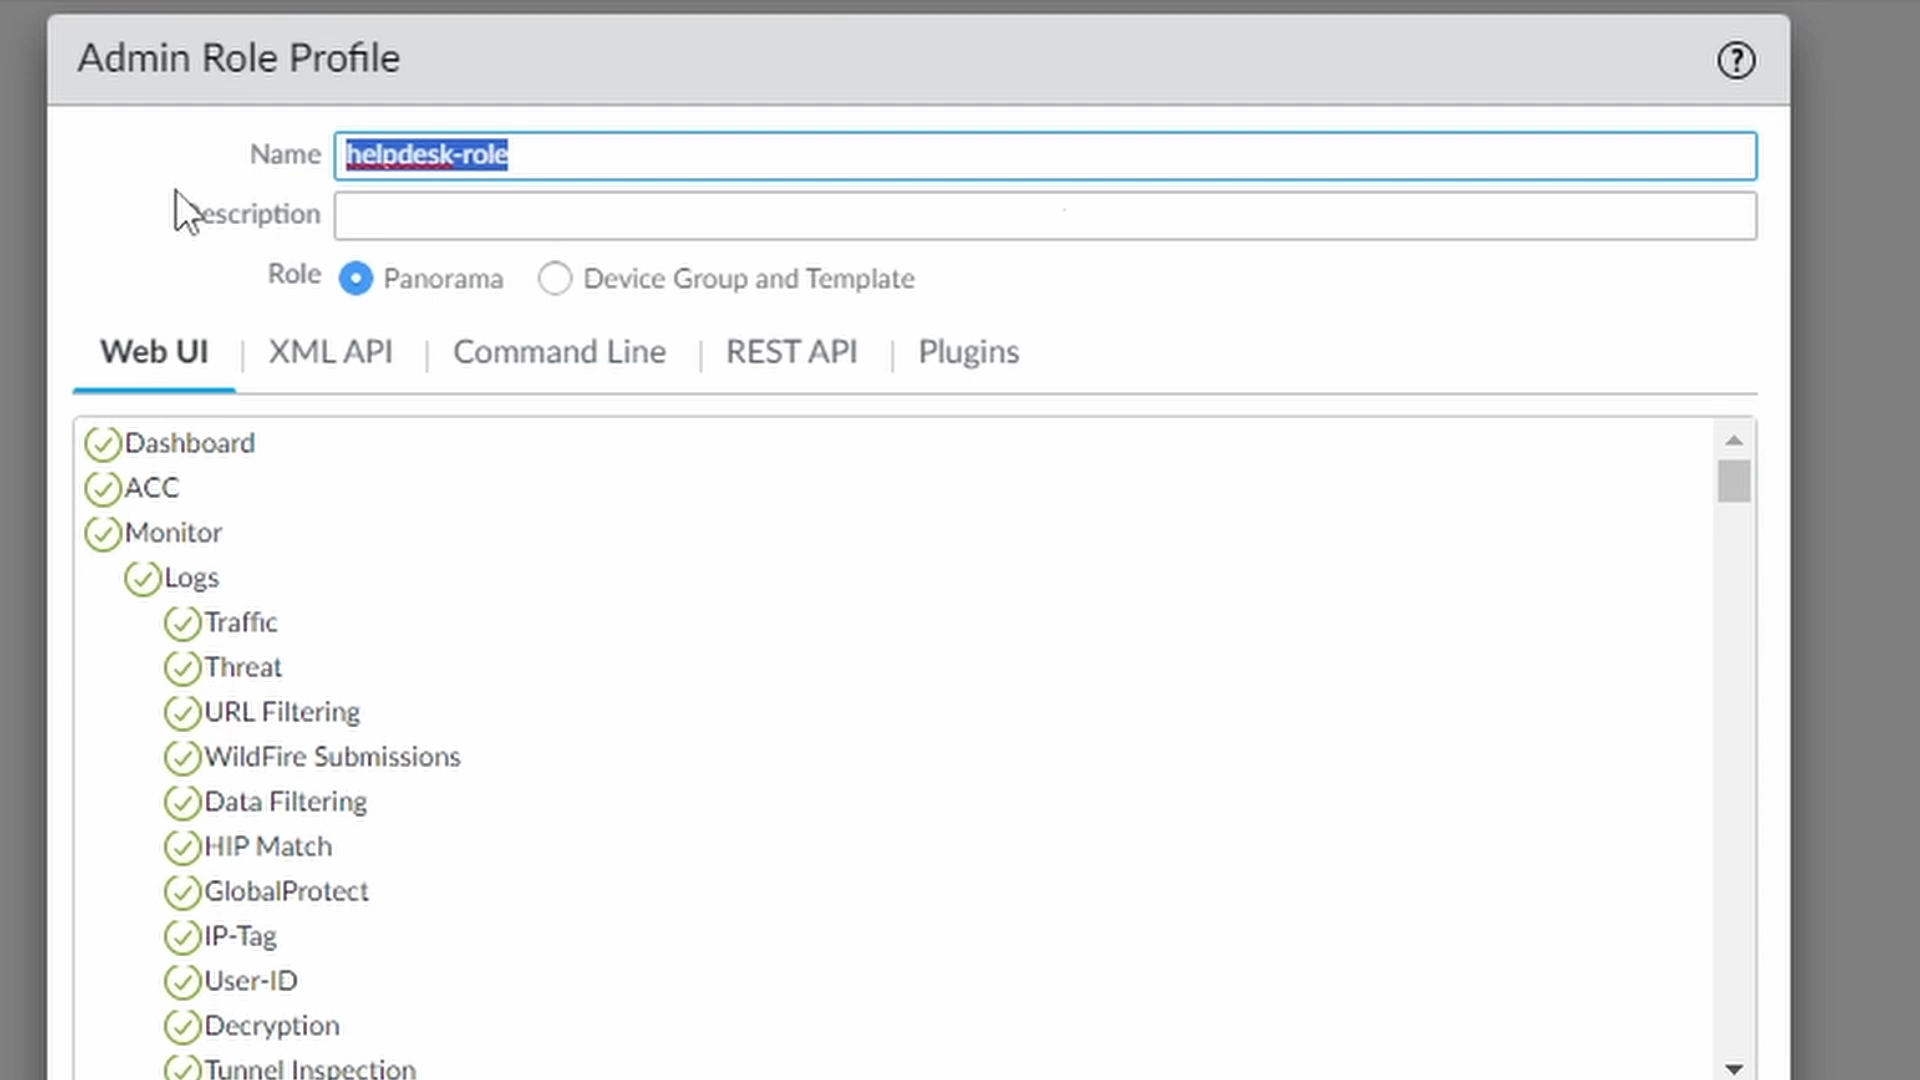 Admin Role Profile
?
Name helpdesk-role
escription
Role Panorama Device Group and Template
Web UI | XML API | Command Line | REST API | Plugins
Dashboard
ACC
Monitor
Logs
Traffic
Threat
URL Filtering
WildFire Submissions
Data Filtering
HIP Match
GlobalProtect
IP-Tag
User-ID
Decryption
Tunnel Inspection